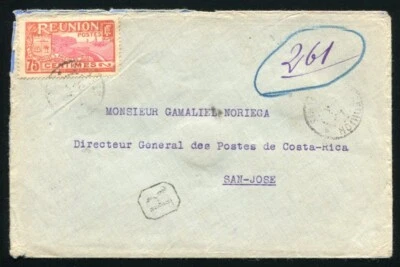 REUNION
POSTES
75 CENTIMES
261
MONSIEUR GAMALIEL NORIEGA
Directeur General des Postes de Costa-Rica
SAN-JOSE